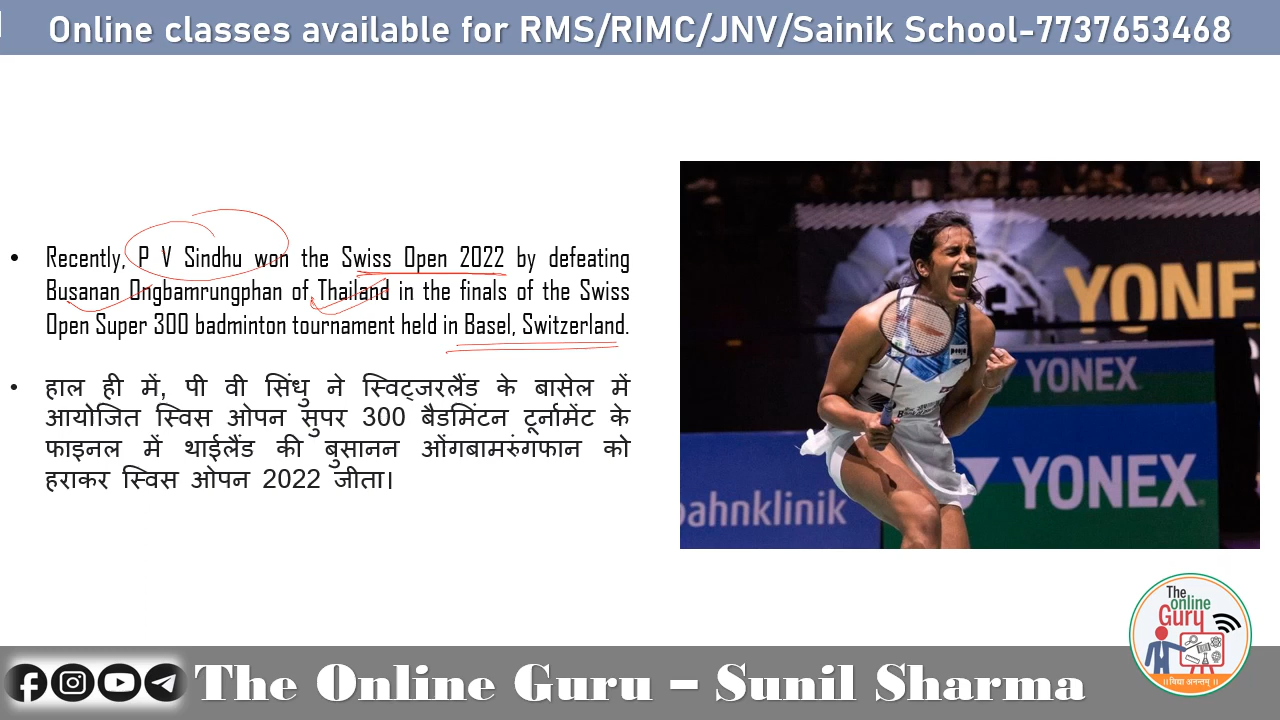 Online classes available for RMS/RIMC/JNV/Sainik School-7737653468
• Recently, P V Sindhu won the Swiss Open 2022 by defeating
Busanan Ongbamrungphan of Thailand in the finals of the Swiss
Open Super 300 badminton tournament held in Basel, Switzerland.
• हाल ही में, पी वी सिंधु ने स्विट्जरलैंड के बासेल में
आयोजित स्विस ओपन सुपर 300 बैडमिंटन टूर्नामेंट के
फाइनल में थाईलैंड की बुसानन ओंगबामरुंगफान को
हराकर स्विस ओपन 2022 जीता।
YONE
YONEX
YONEX
ahnklinik
The
online
Guru
॥ विद्या अनन्तम् ॥
The Online Guru – Sunil Sharma